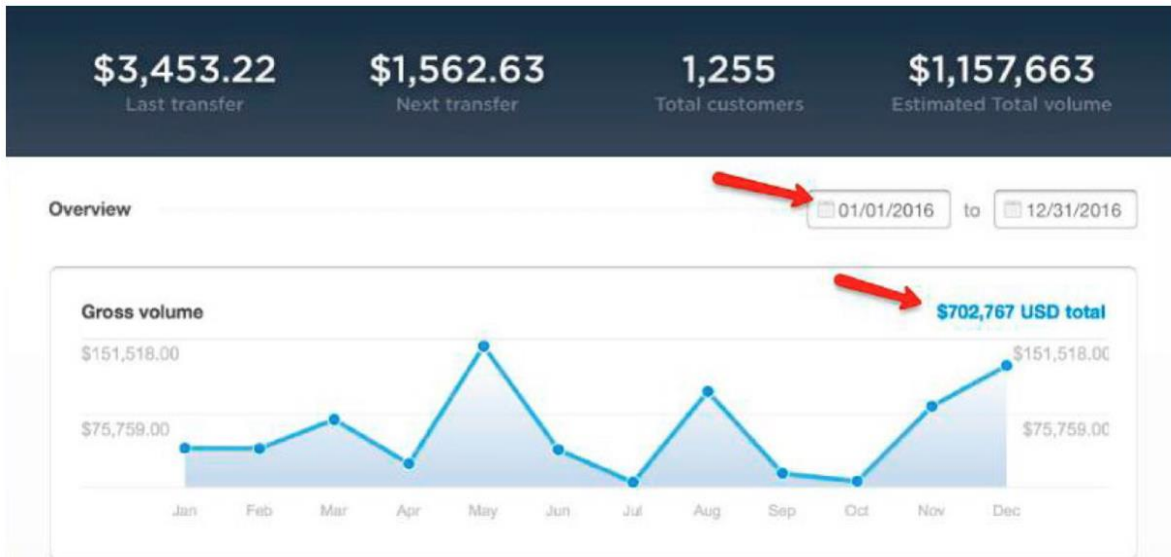 $3,453.22 $1,562.63 1,255 $1,157,663
Last transfer Next transfer Total customers Estimated Total volume
Overview 01/01/2016 to 12/31/2016
Gross volume $702,767 USD total
$151,518.00 $151,518.00
$75,759.00 $75,759.00
Jan Feb Mar Apr May Jun Jul Aug Sep Oct Nov Dec